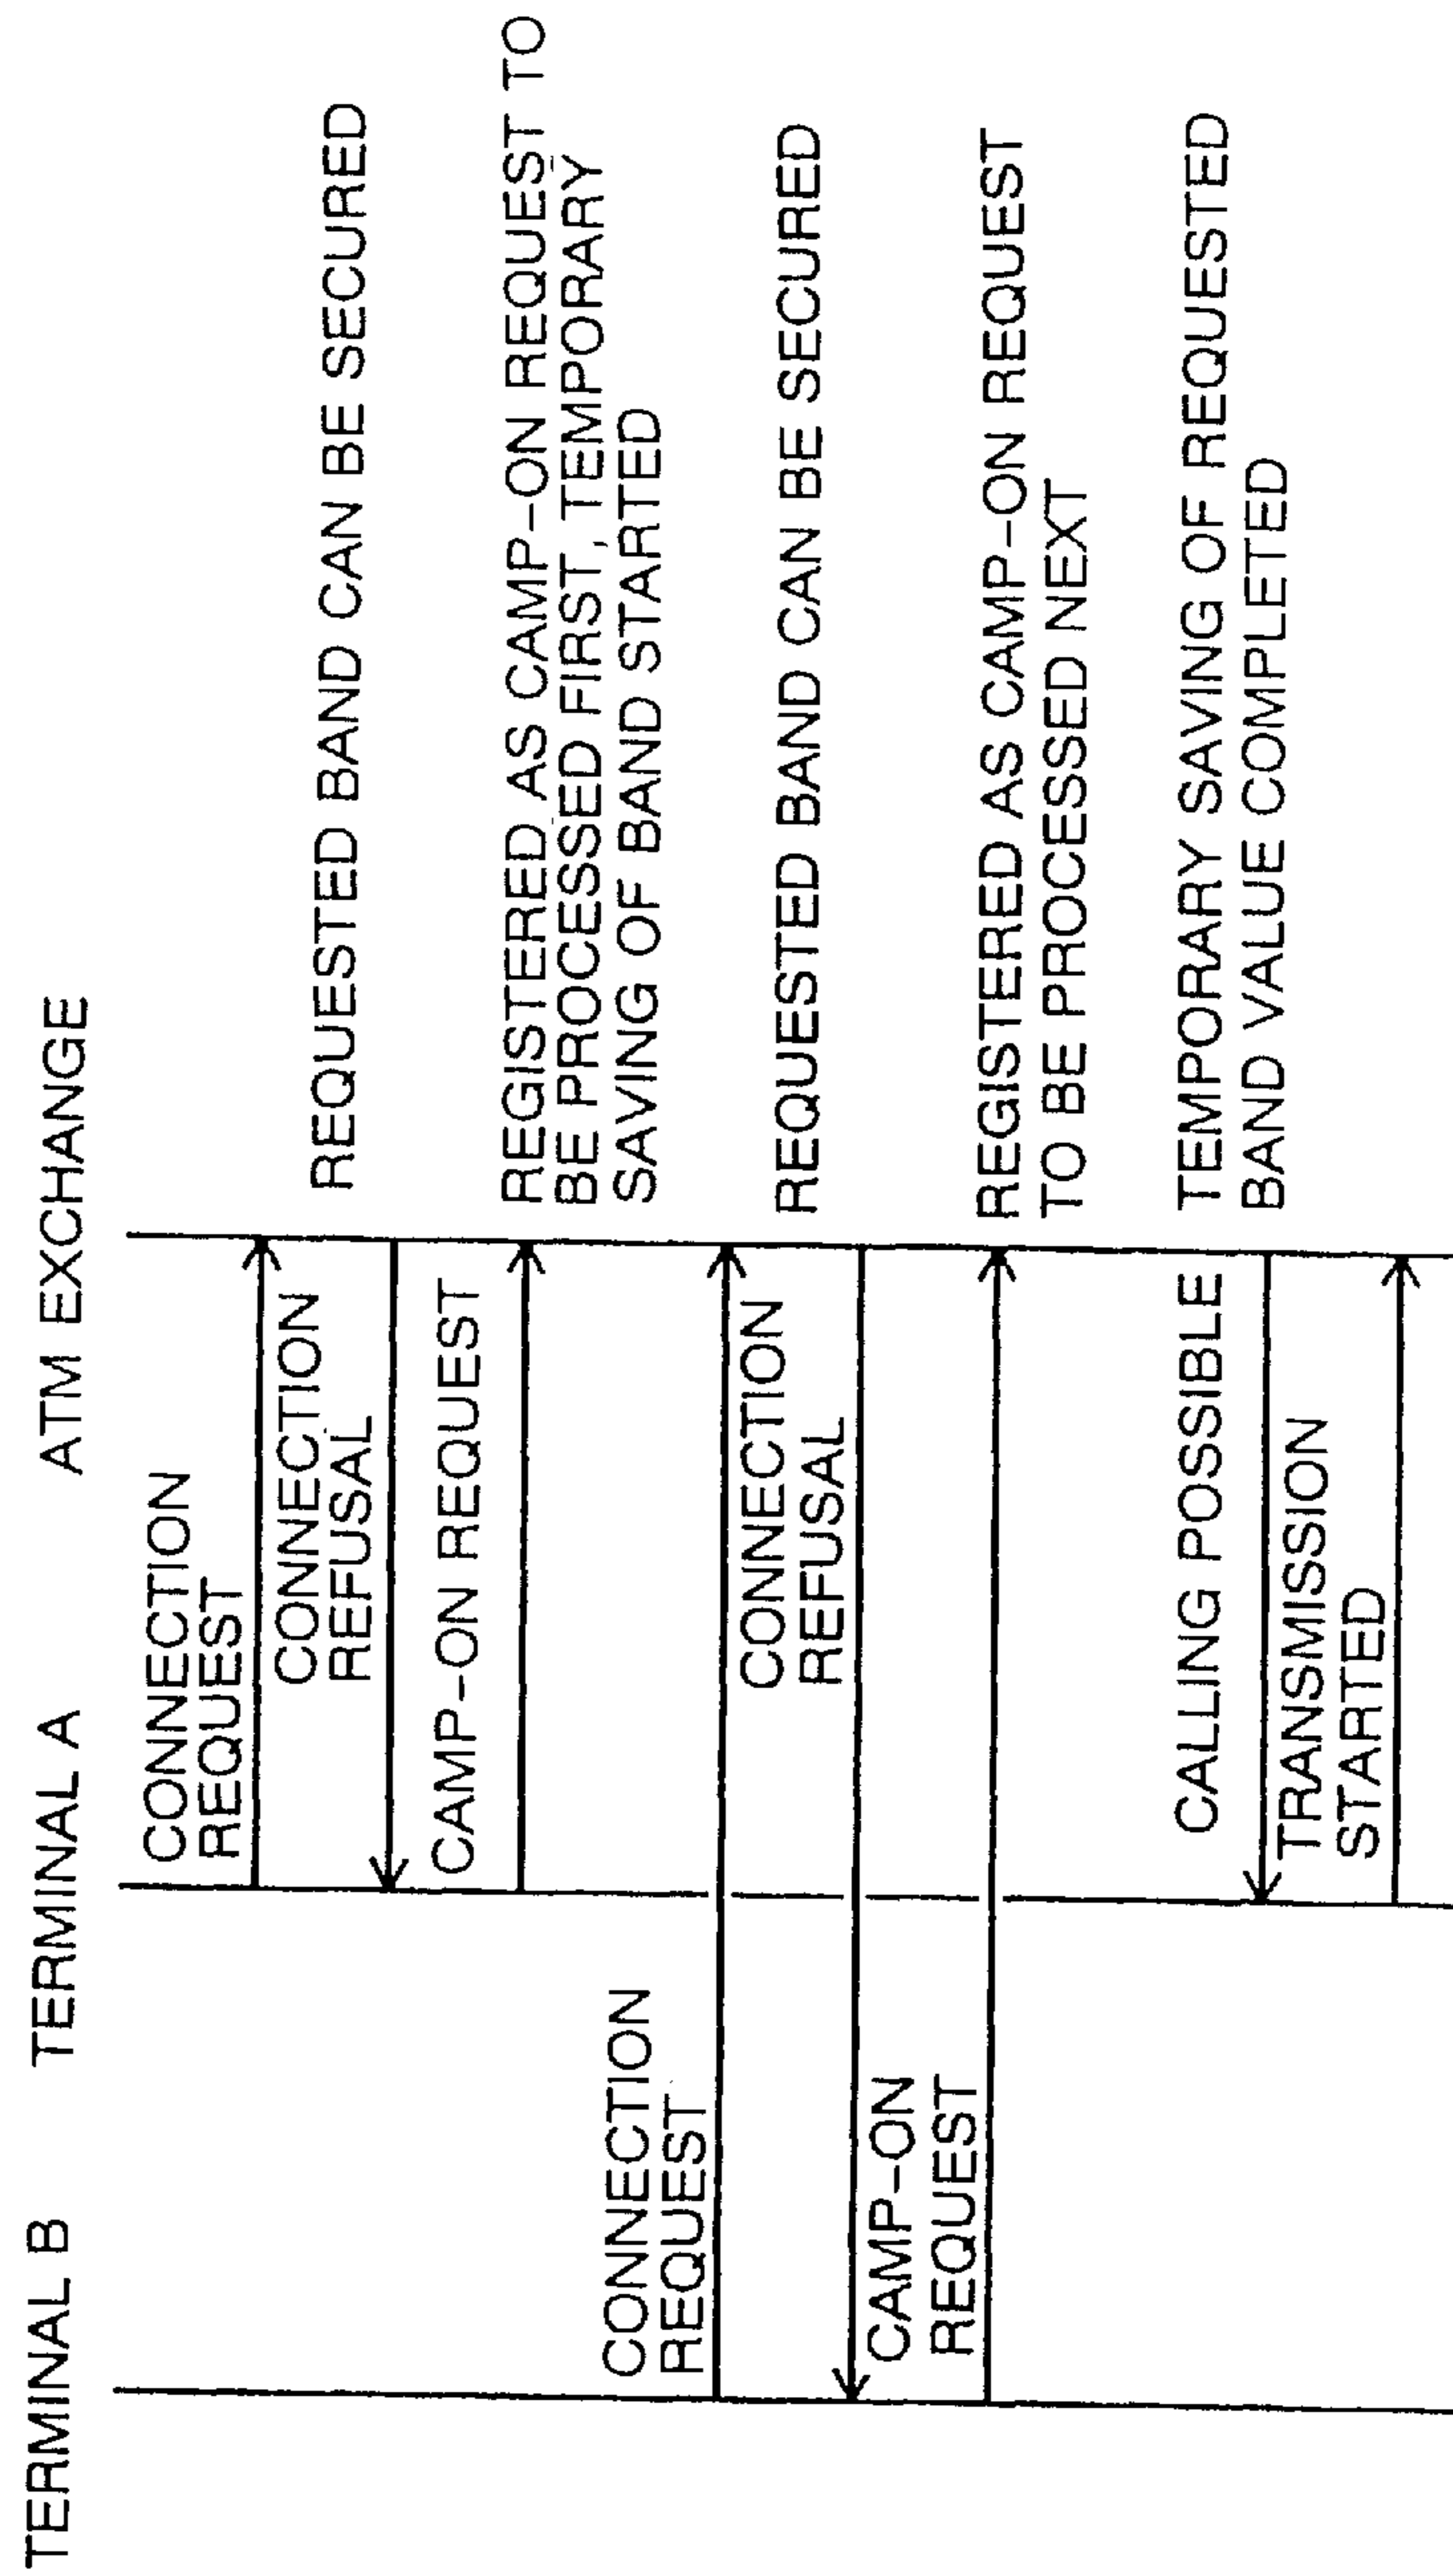 TERMINAL B
TERMINAL A
ATM EXCHANGE
CONNECTION
REQUEST
REQUESTED BAND CAN BE SECURED
CONNECTION
REFUSAL
CAMP-ON REQUEST
REGISTERED AS CAMP-ON REQUEST TO
BE PROCESSED FIRST, TEMPORARY
SAVING OF BAND STARTED
CONNECTION
REQUEST
REQUESTED BAND CAN BE SECURED
CONNECTION
REFUSAL
CAMP-ON
REQUEST
REGISTERED AS CAMP-ON REQUEST
TO BE PROCESSED NEXT
TEMPORARY SAVING OF REQUESTED
BAND VALUE COMPLETED
CALLING POSSIBLE
TRANSMISSION
STARTED